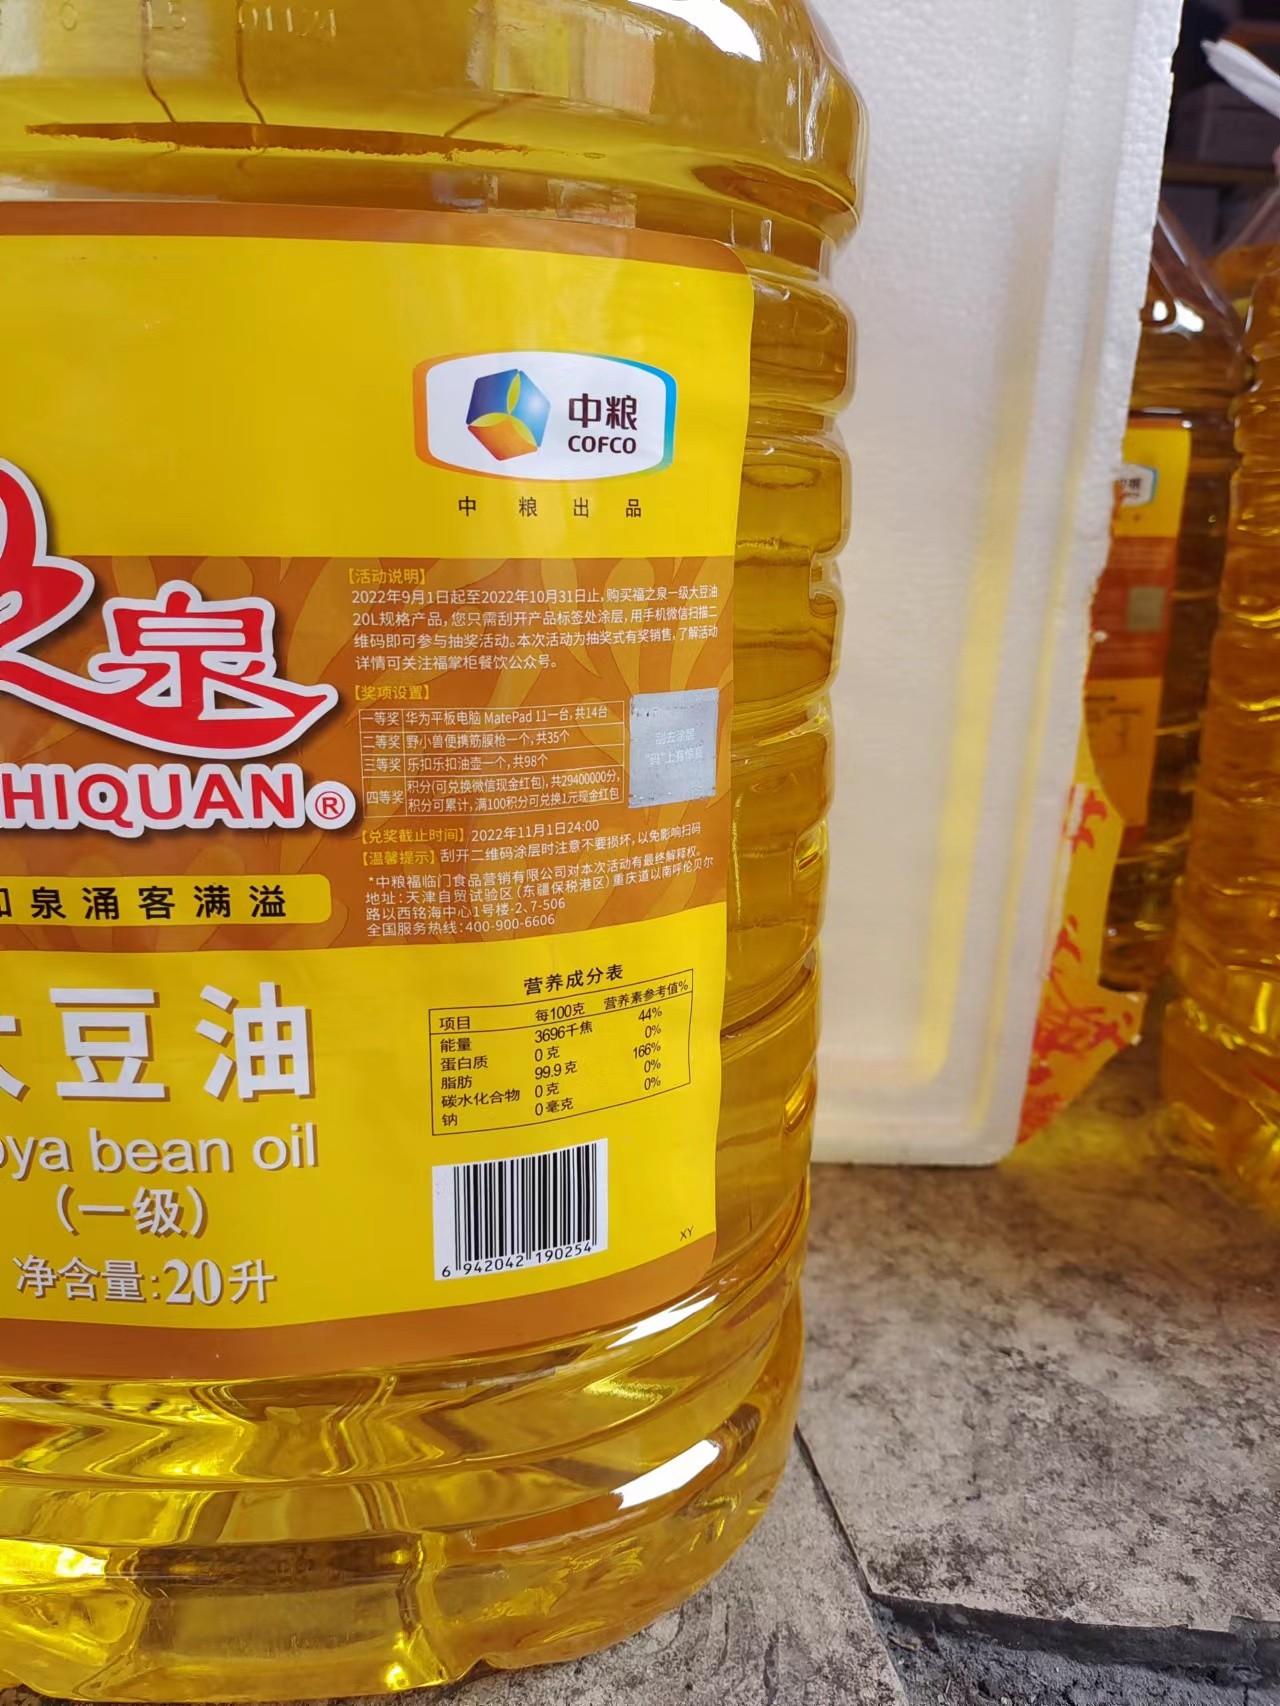 01124
中粮
COFCO
中粮出品
泉
HIQUAN®
泉涌客满溢
豆油
bean oil
(一级)
净含量:20升
【活动说明】
2022年9月1日起至2022年10月31日止,购买福之泉一级大豆油
20L规格产品,您只需刮开产品标签处涂层,用手机微信扫描二
维码即可参与抽奖活动。本次活动为抽奖式有奖销售,了解活动
详情可关注福掌柜餐饮公众号。
【奖项设置】
一等奖 华为平板电脑 MatePad 11一台,共14台
二等奖 野小兽便携筋膜枪一个,共35个
三等奖 乐扣乐扣油壶一个,共98个
四等奖 积分(可兑换微信现金红包),共29400000分,
积分可累计,满100积分可兑换1元现金红包
刮去涂层
“码”上有惊喜
【兑奖截止时间】2022年11月1日24:00
【温馨提示】刮开二维码涂层时注意不要损坏,以免影响扫码
*中粮福临门食品营销有限公司对本次活动有最终解释权。
地址:天津自贸试验区(东疆保税港区)重庆道以南呼伦贝尔
路以西铭海中心1号楼-2、7-506
全国服务热线:400-900-6606
营养成分表
项目 每100克 营养素参考值%
能量 3696千焦 44%
蛋白质 0克 0%
脂肪 99.9克 166%
碳水化合物 0克 0%
钠 0毫克 0%
6 942042 190254
XY